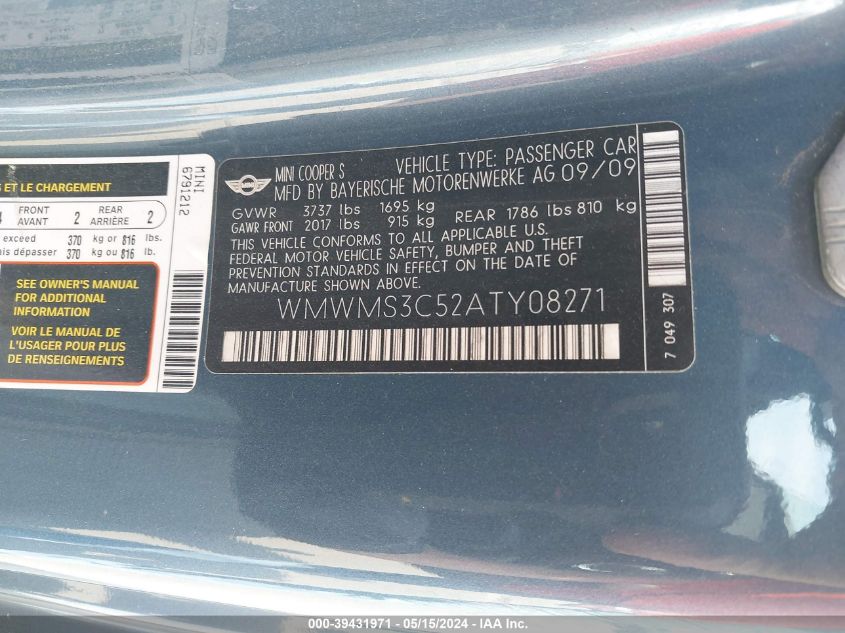 S ET LE CHARGEMENT
4 FRONT AVANT 2 REAR ARRIÈRE 2
exceed 370 kg or 816 lbs.
nis dépasser 370 kg ou 816 lb.
SEE OWNER'S MANUAL
FOR ADDITIONAL
INFORMATION
VOIR LE MANUEL
L'USAGER POUR PLUS
DE RENSEIGNEMENTS
MINI
6791212
MINI COOPER S VEHICLE TYPE: PASSENGER CAR
MFD BY BAYERISCHE MOTORENWERKE AG 09/09
GVWR 3737 lbs 1695 kg
GAWR FRONT 2017 lbs 915 kg REAR 1786 lbs 810 kg
THIS VEHICLE CONFORMS TO ALL APPLICABLE U.S.
FEDERAL MOTOR VEHICLE SAFETY, BUMPER AND THEFT
PREVENTION STANDARDS IN EFFECT ON THE DATE OF
MANUFACTURE SHOWN ABOVE.
WMWMS3C52ATY08271
7 049 307
000-39431971 - 05/15/2024 - IAA Inc.